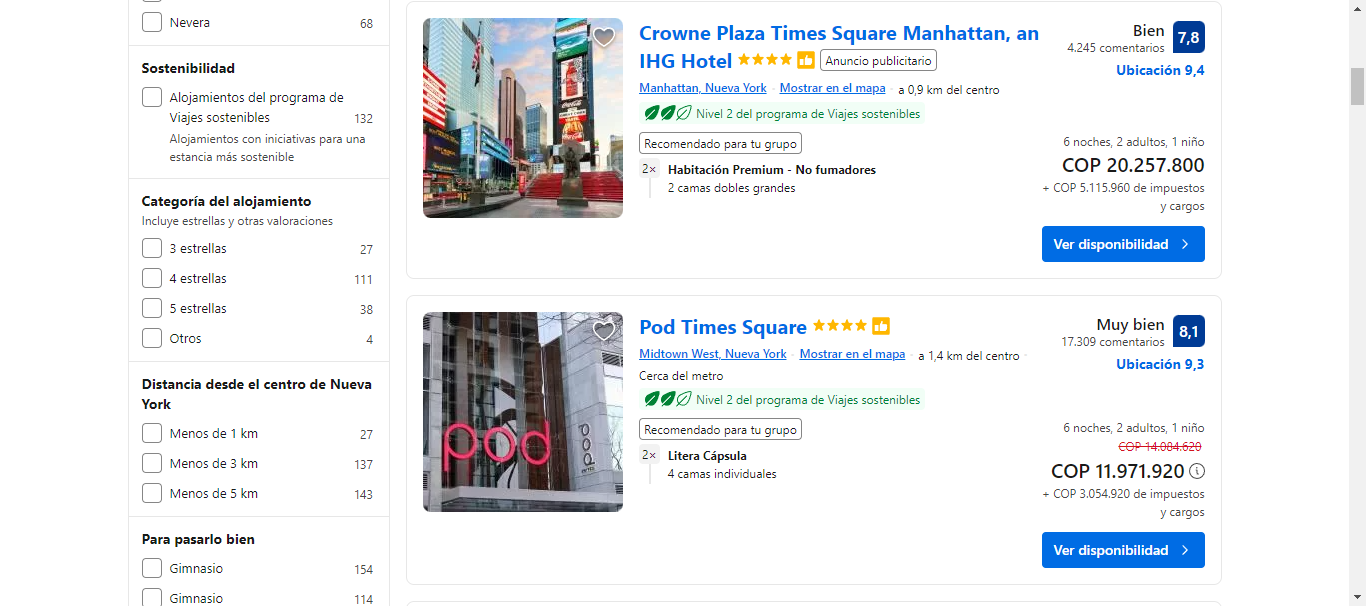 Nevera 68
Sostenibilidad
Alojamientos del programa de
Viajes sostenibles 132
Alojamientos con iniciativas para una
estancia más sostenible
Categoría del alojamiento
Incluye estrellas y otras valoraciones
3 estrellas 27
4 estrellas 111
5 estrellas 38
Otros 4
Distancia desde el centro de Nueva
York
Menos de 1 km 27
Menos de 3 km 137
Menos de 5 km 143
Para pasarlo bien
Gimnasio 154
Gimnasio 114
Crowne Plaza Times Square Manhattan, an
IHG Hotel Anuncio publicitario
Manhattan, Nueva York · Mostrar en el mapa · a 0,9 km del centro
Nivel 2 del programa de Viajes sostenibles
Recomendado para tu grupo
2× Habitación Premium - No fumadores
2 camas dobles grandes
Bien 7,8
4.245 comentarios
Ubicación 9,4
6 noches, 2 adultos, 1 niño
COP 20.257.800
+ COP 5.115.960 de impuestos
y cargos
Ver disponibilidad
Coca-Cola
pod
pod
Pod Times Square
Midtown West, Nueva York · Mostrar en el mapa · a 1,4 km del centro ·
Cerca del metro
Nivel 2 del programa de Viajes sostenibles
Recomendado para tu grupo
2× Litera Cápsula
4 camas individuales
Muy bien 8,1
17.309 comentarios
Ubicación 9,3
6 noches, 2 adultos, 1 niño
COP 14.084.620
COP 11.971.920
+ COP 3.054.920 de impuestos
y cargos
Ver disponibilidad